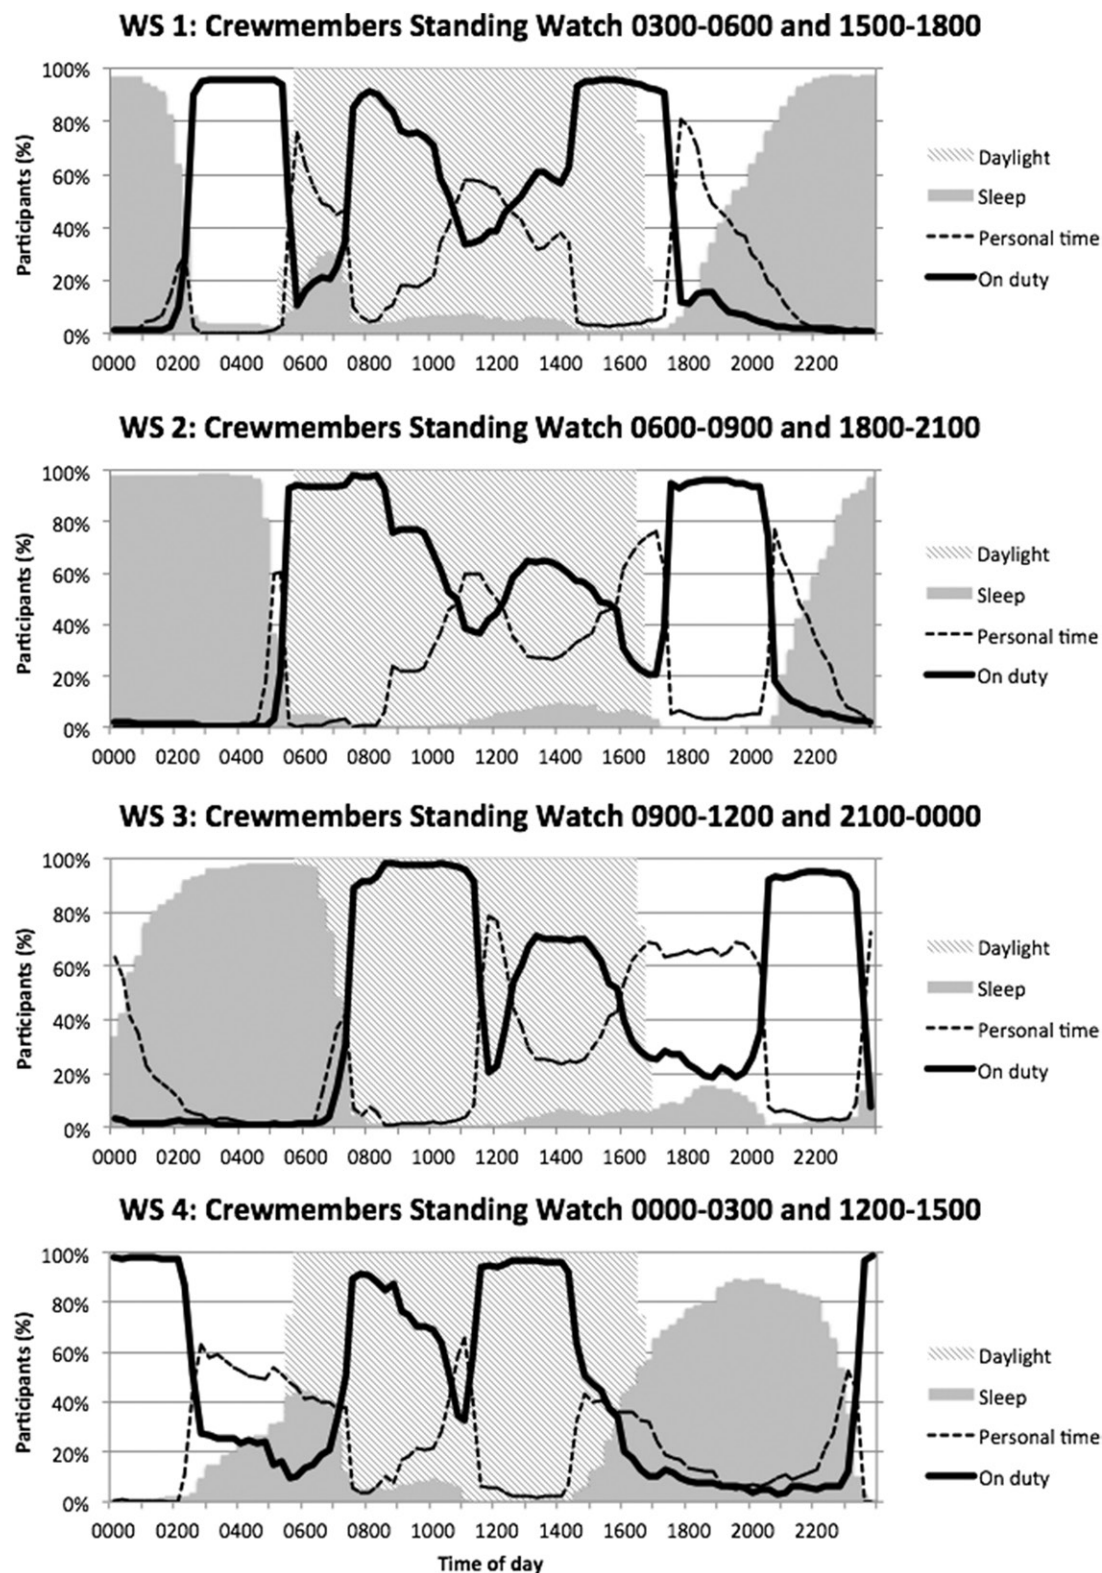 WS 1: Crewmembers Standing Watch 0300-0600 and 1500-1800
Participants (%)
100%
80%
60%
40%
20%
0%
0000 0200 0400 0600 0800 1000 1200 1400 1600 1800 2000 2200
Daylight
Sleep
Personal time
On duty
WS 2: Crewmembers Standing Watch 0600-0900 and 1800-2100
Participants (%)
100%
80%
60%
40%
20%
0%
0000 0200 0400 0600 0800 1000 1200 1400 1600 1800 2000 2200
Daylight
Sleep
Personal time
On duty
WS 3: Crewmembers Standing Watch 0900-1200 and 2100-0000
Participants (%)
100%
80%
60%
40%
20%
0%
0000 0200 0400 0600 0800 1000 1200 1400 1600 1800 2000 2200
Daylight
Sleep
Personal time
On duty
WS 4: Crewmembers Standing Watch 0000-0300 and 1200-1500
Participants (%)
100%
80%
60%
40%
20%
0%
0000 0200 0400 0600 0800 1000 1200 1400 1600 1800 2000 2200
Daylight
Sleep
Personal time
On duty
Time of day